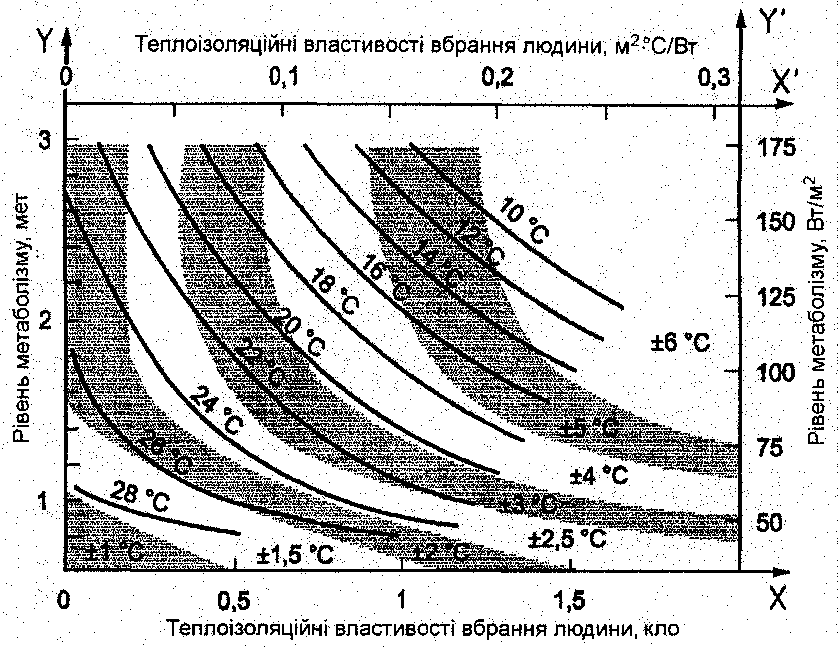 Y
Теплоізоляційні властивості вбрання людини, м²·°С/Вт
Y'
0
0,1
0,2
0,3
X'
3
175
10 °C
150
12 °C
14 °C
16 °C
18 °C
125
2
20 °C
±6 °C
22 °C
100
24 °C
±5 °C
26 °C
75
±4 °C
28 °C
1
±3 °C
50
±2,5 °C
±1 °C
±1,5 °C
±2 °C
0
0,5
1
1,5
X
Теплоізоляційні властивості вбрання людини, кло
Рівень метаболізму, мет
Рівень метаболізму, Вт/м²